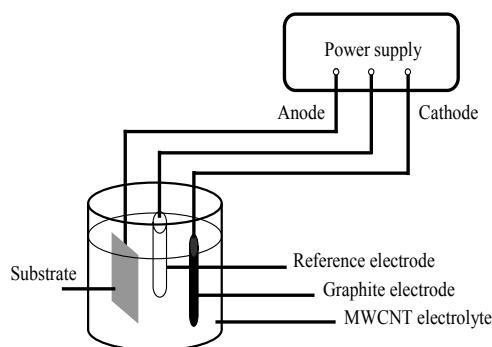 Power supply
Anode
Cathode
Substrate
Reference electrode
Graphite electrode
MWCNT electrolyte